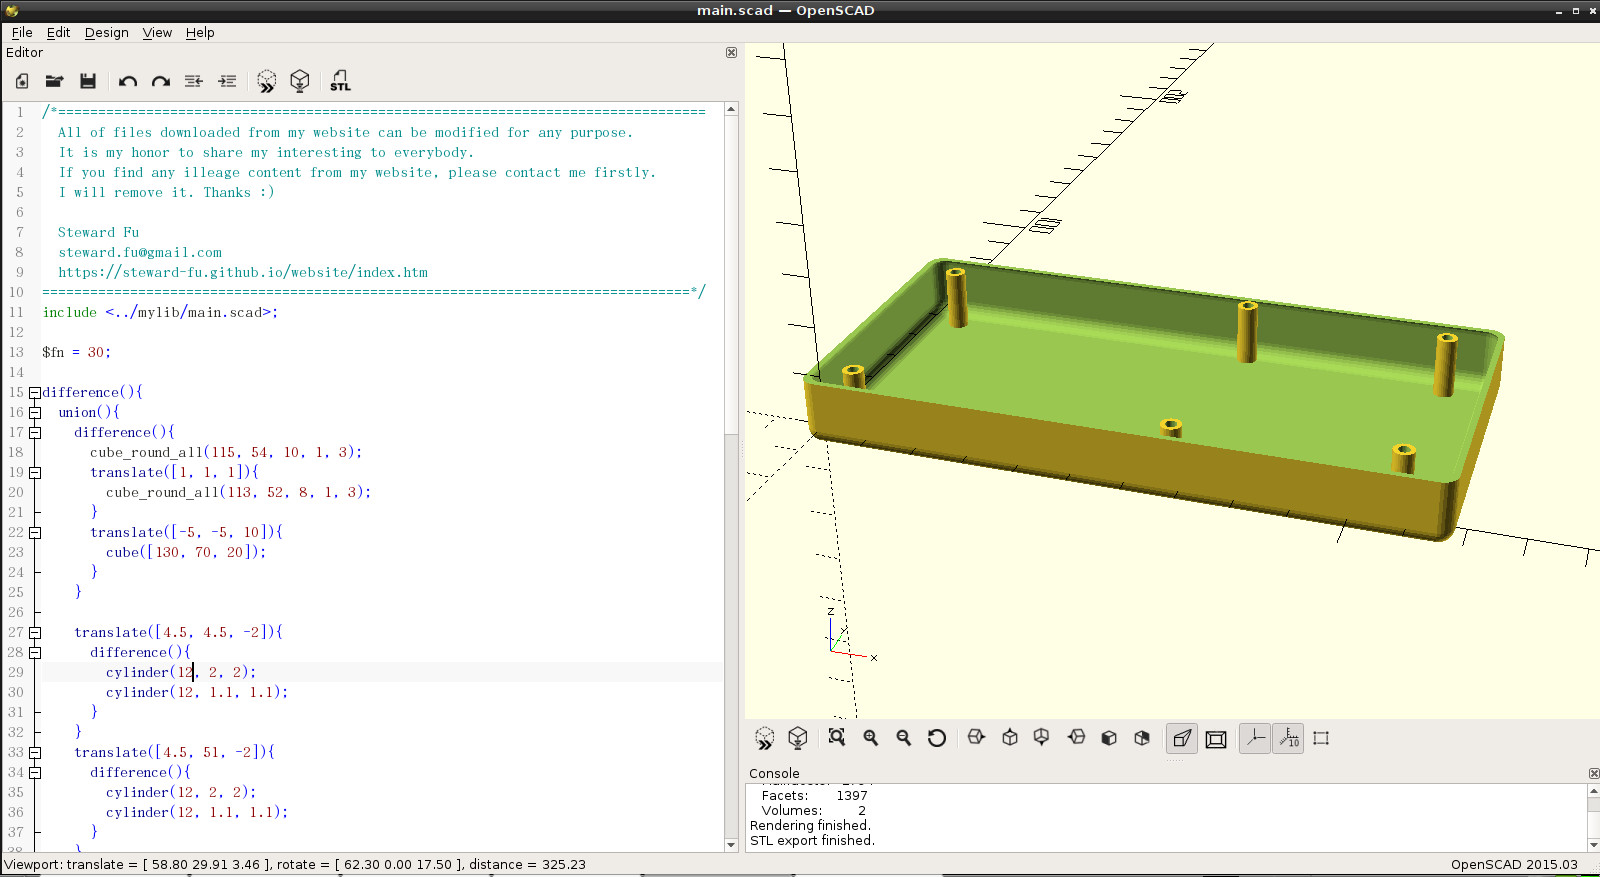 main.scad — OpenSCAD
File Edit Design View Help
Editor
STL
1 /*=================================================================================
2 All of files downloaded from my website can be modified for any purpose.
3 It is my honor to share my interesting to everybody.
4 If you find any illeage content from my website, please contact me firstly.
5 I will remove it. Thanks :)
6
7 Steward Fu
8 steward.fu@gmail.com
9 https://steward-fu.github.io/website/index.htm
10 =================================================================================*/
11 include <../mylib/main.scad>;
12
13 $fn = 30;
14
15 difference(){
16 union(){
17 difference(){
18 cube_round_all(115, 54, 10, 1, 3);
19 translate([1, 1, 1]){
20 cube_round_all(113, 52, 8, 1, 3);
21 }
22 translate([-5, -5, 10]){
23 cube([130, 70, 20]);
24 }
25 }
26
27 translate([4.5, 4.5, -2]){
28 difference(){
29 cylinder(12, 2, 2);
30 cylinder(12, 1.1, 1.1);
31 }
32 }
33 translate([4.5, 51, -2]){
34 difference(){
35 cylinder(12, 2, 2);
36 cylinder(12, 1.1, 1.1);
37 }
38 }
z
x
10
Console
Facets: 1397
Volumes: 2
Rendering finished.
STL export finished.
Viewport: translate = [ 58.80 29.91 3.46 ], rotate = [ 62.30 0.00 17.50 ], distance = 325.23
OpenSCAD 2015.03